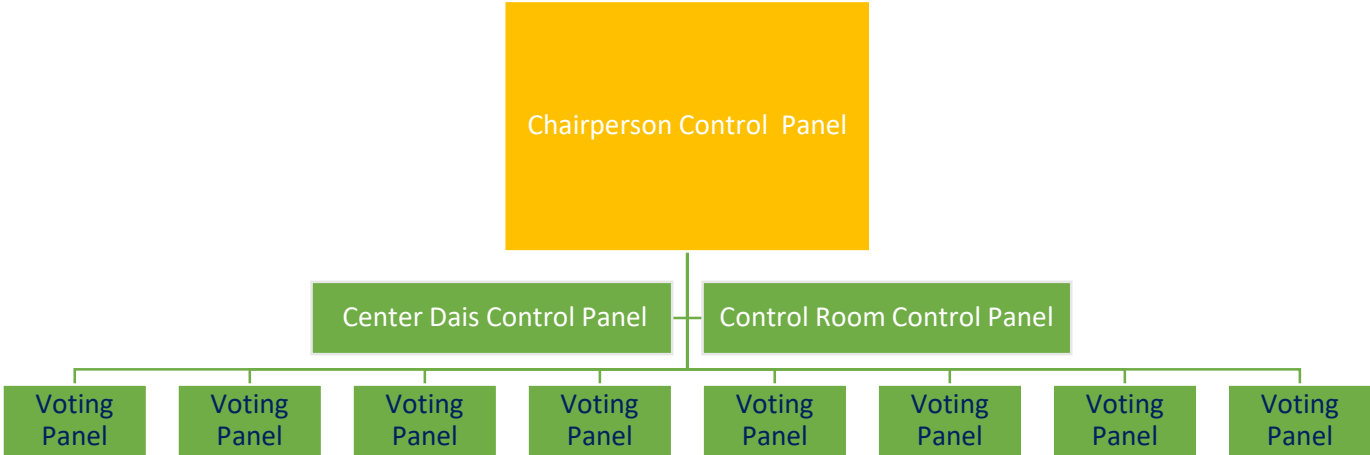 Chairperson Control Panel
Center Dais Control Panel
Control Room Control Panel
Voting
Panel
Voting
Panel
Voting
Panel
Voting
Panel
Voting
Panel
Voting
Panel
Voting
Panel
Voting
Panel